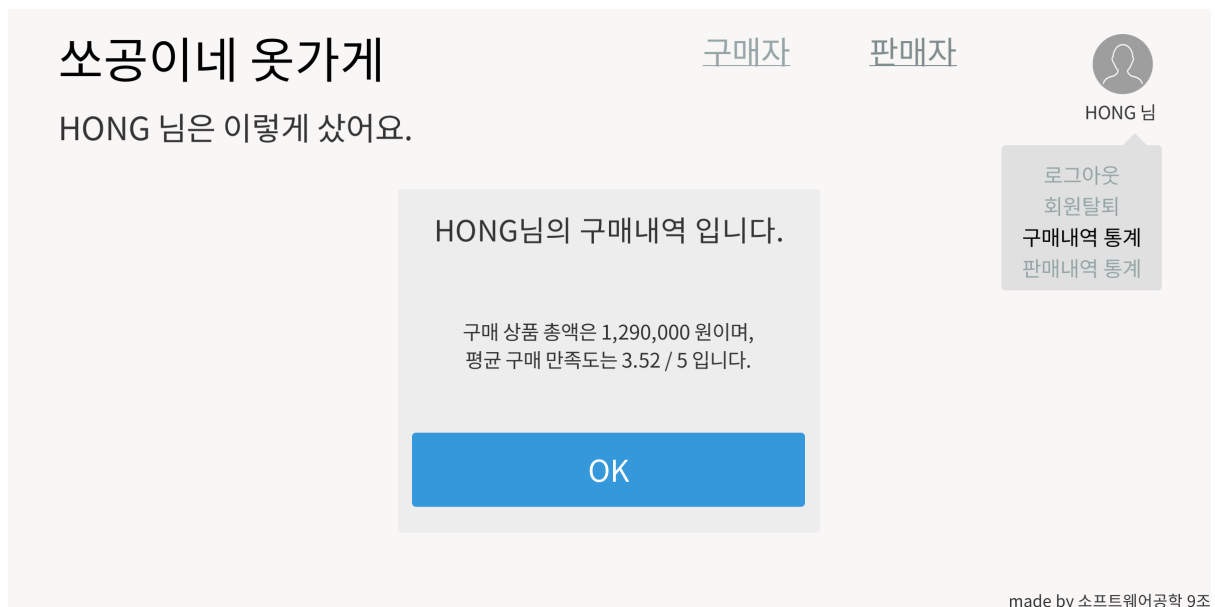 쏘공이네 옷가게
구매자
판매자
HONG 님
HONG 님은 이렇게 샀어요.
로그아웃
회원탈퇴
구매내역 통계
판매내역 통계
HONG님의 구매내역 입니다.
구매 상품 총액은 1,290,000 원이며,
평균 구매 만족도는 3.52 / 5 입니다.
OK
made by 소프트웨어공학 9조